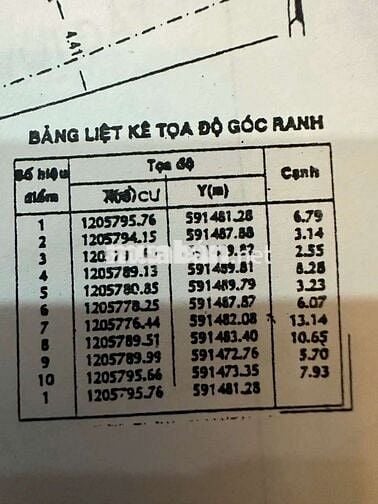 441
BẢNG LIỆT KÊ TỌA ĐỘ GÓC RANH
Số hiệu điểm Tọa độ Cạnh
X(m) CƯ Y(m)
1 1205795.76 591481.28 6.79
2 1205794.15 591487.88 3.14
3 2.55
4 1205789.13 591489.81 8.28
5 1205780.85 591489.79 3.23
6 1205778.25 591487.87 6.07
7 1205776.44 591482.08 13.14
8 1205789.51 591483.40 10.65
9 1205789.99 591472.76 5.70
10 1205795.66 591473.35 7.93
1 1205795.76 591481.28